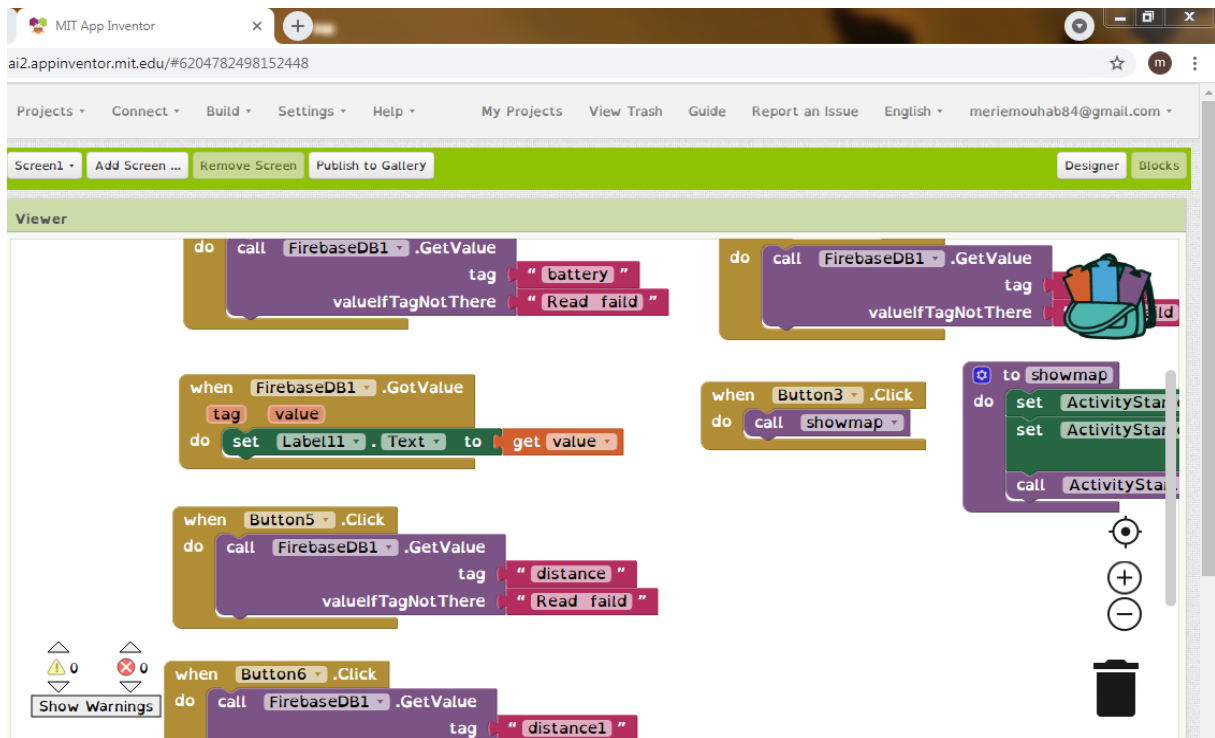 MIT App Inventor
ai2.appinventor.mit.edu/#6204782498152448
m
Projects Connect Build Settings Help My Projects View Trash Guide Report an Issue English meriemouhab84@gmail.com
Screen1 Add Screen ... Remove Screen Publish to Gallery Designer Blocks
Viewer
do call FirebaseDB1 .GetValue
tag " battery "
valueIfTagNotThere " Read faild "
do call FirebaseDB1 .GetValue
tag
valueIfTagNotThere
when FirebaseDB1 .GotValue
tag value
do set Label11 . Text to get value
when Button3 .Click
do call showmap
to showmap
do set
set
call
when Button5 .Click
do call FirebaseDB1 .GetValue
tag " distance "
valueIfTagNotThere " Read faild "
when Button6 .Click
do call FirebaseDB1 .GetValue
tag " distance1 "
0 0
Show Warnings